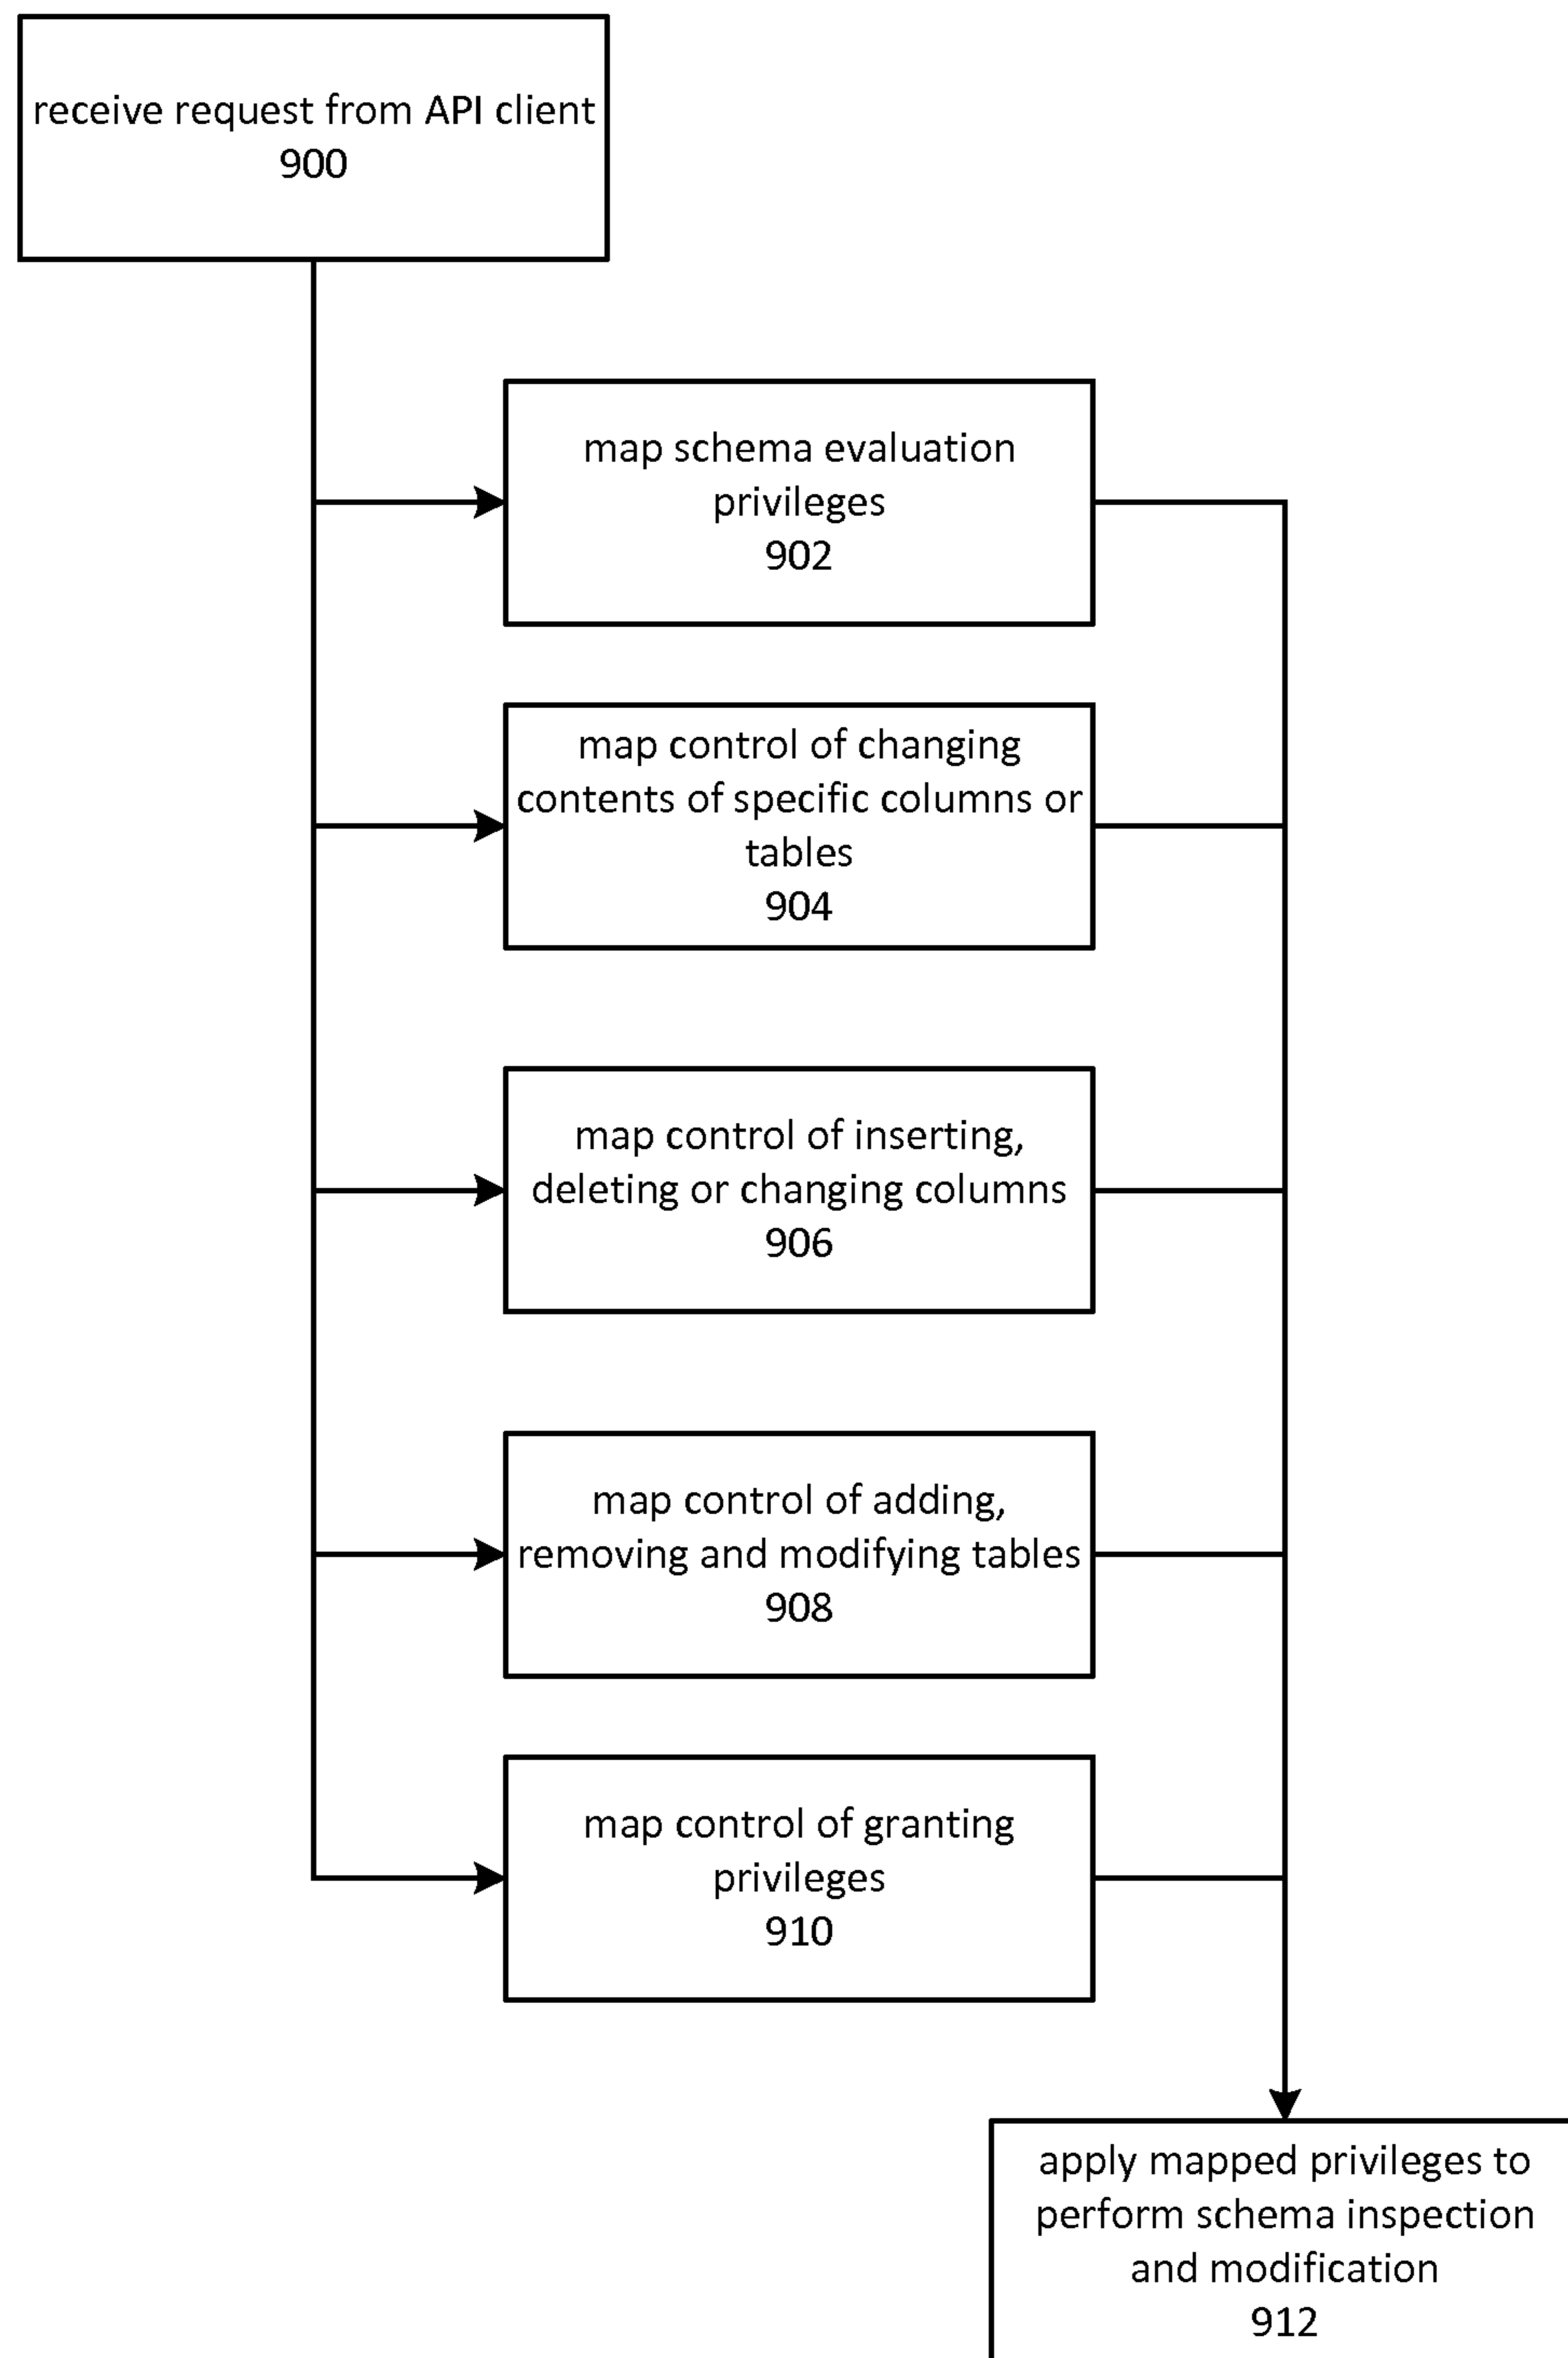 receive request from API client
900
map schema evaluation
privileges
902
map control of changing
contents of specific columns or
tables
904
map control of inserting,
deleting or changing columns
906
map control of adding,
removing and modifying tables
908
map control of granting
privileges
910
apply mapped privileges to
perform schema inspection
and modification
912